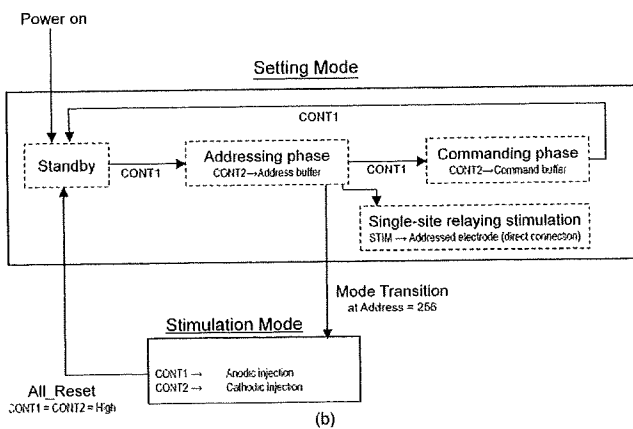 Power on
Setting Mode
CONT1
Standby
CONT1
Addressing phase
CONT2→Address buffer
CONT1
Commanding phase
CONT2→Command buffer
Single-site relaying stimulation
STIM → Addressed electrode (direct connection)
Mode Transition
at Address = 256
Stimulation Mode
CONT1 → Anodic injection
CONT2 → Cathodic injection
All_Reset
CONT1 = CONT2 = High
(b)